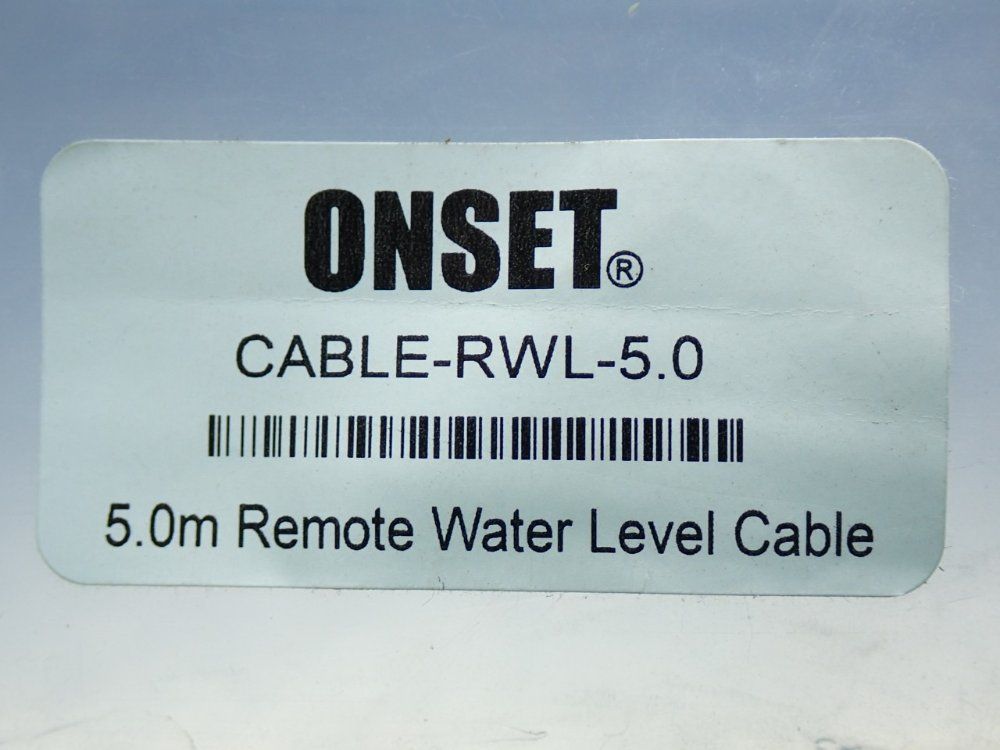 ONSET®
CABLE-RWL-5.0
5.0m Remote Water Level Cable